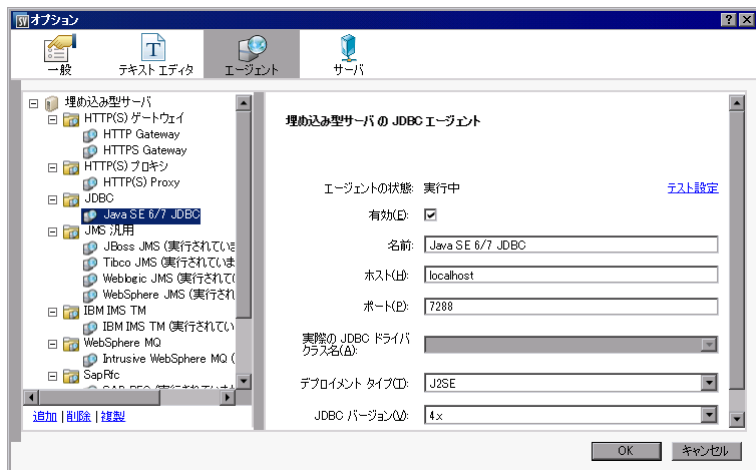 SV オプション
一般
テキスト エディタ
エージェント
サーバ
埋め込み型サーバ
HTTP(S) ゲートウェイ
HTTP Gateway
HTTPS Gateway
HTTP(S) プロキシ
HTTP(S) Proxy
JDBC
Java SE 6/7 JDBC
JMS 汎用
JBoss JMS (実行されていま
Tibco JMS (実行されていま
Weblogic JMS (実行されて(
WebSphere JMS (実行され
IBM IMS TM
IBM IMS TM (実行されてい
WebSphere MQ
Intrusive WebSphere MQ (
SapRfc
追加 | 削除 | 複製
埋め込み型サーバ の JDBC エージェント
エージェントの状態: 実行中
テスト設定
有効(E):
名前: Java SE 6/7 JDBC
ホスト(H): localhost
ポート(P): 7288
実際の JDBC ドライバ
クラス名(A):
デプロイメント タイプ(T): J2SE
JDBC バージョン(V): 4.x
OK
キャンセル